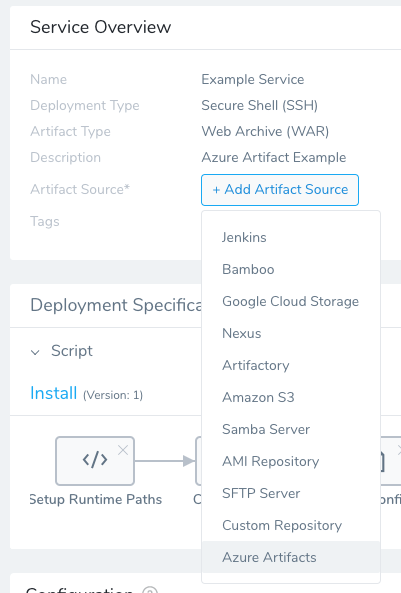 Service Overview
Name Example Service
Deployment Type Secure Shell (SSH)
Artifact Type Web Archive (WAR)
Description Azure Artifact Example
Artifact Source* + Add Artifact Source
Tags
Jenkins
Bamboo
Google Cloud Storage
Nexus
Artifactory
Amazon S3
Samba Server
AMI Repository
SFTP Server
Custom Repository
Azure Artifacts
Deployment Specifica
Script
Install (Version: 1)
</>
Setup Runtime Paths
Configuration